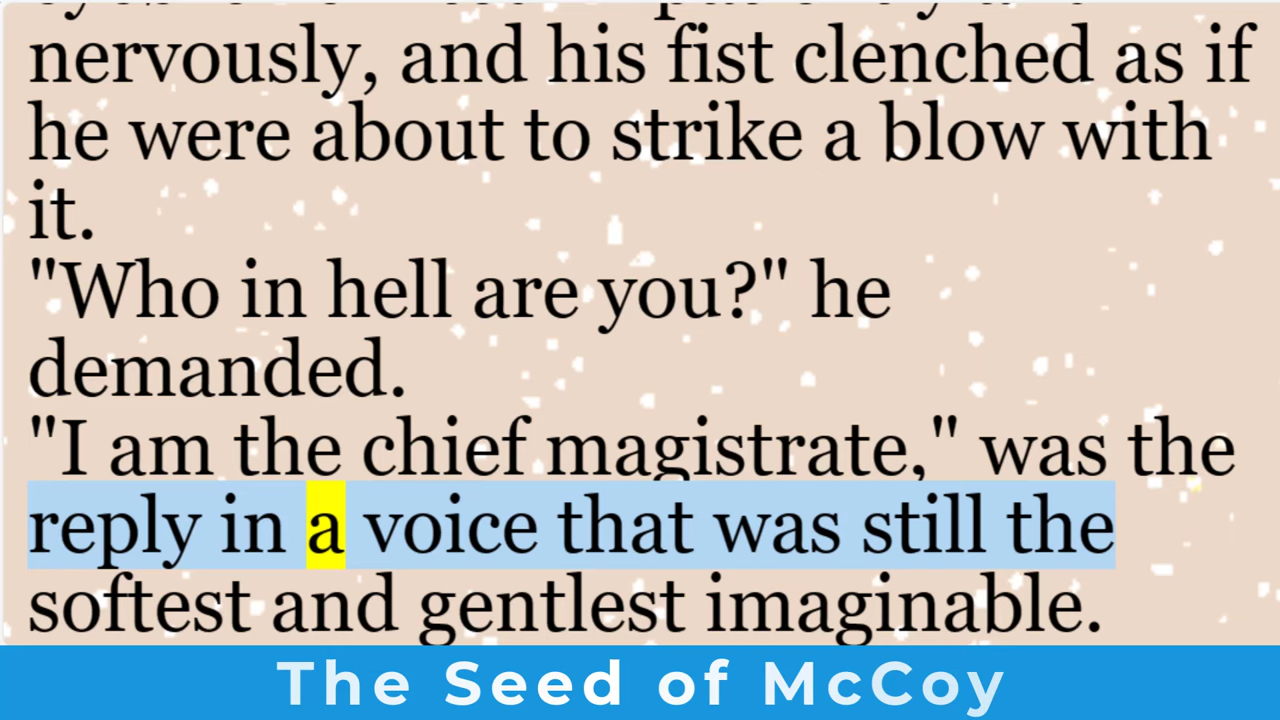 nervously, and his fist clenched as if
he were about to strike a blow with
it.
"Who in hell are you?" he
demanded.
"I am the chief magistrate," was the
reply in a voice that was still the
softest and gentlest imaginable.
The Seed of McCoy